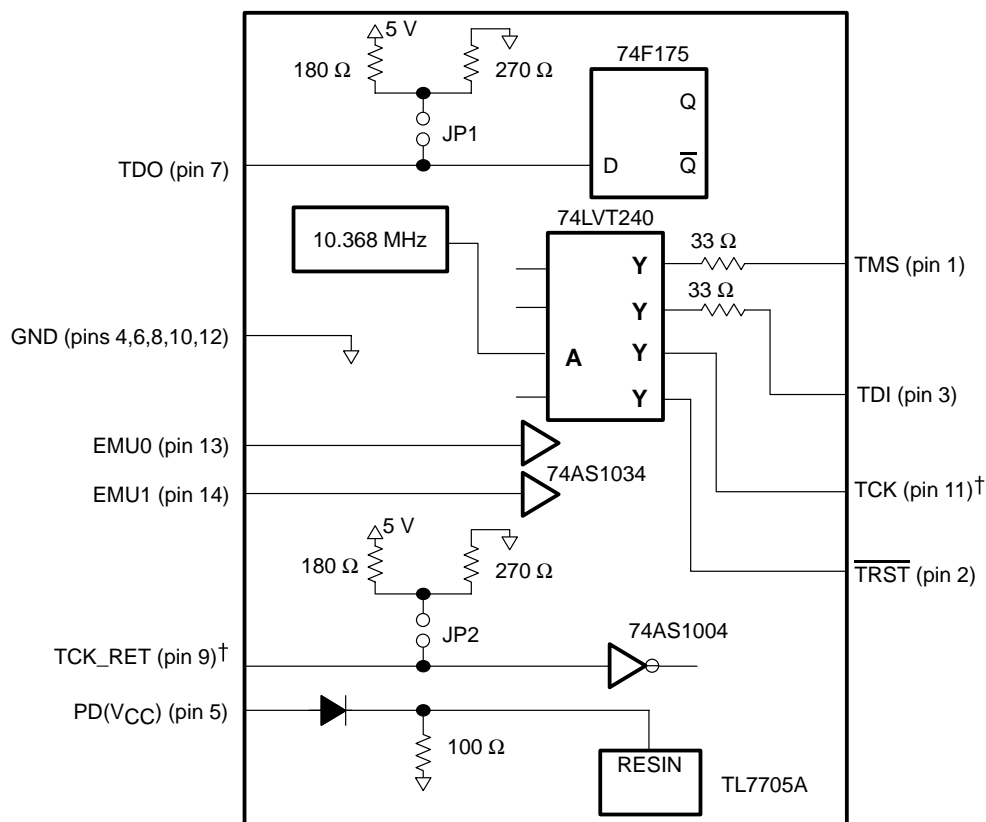 5 V
180 Ω
270 Ω
74F175
Q
JP1
TDO (pin 7)
D
Q̅
74LVT240
10.368 MHz
33 Ω
Y
TMS (pin 1)
33 Ω
Y
GND (pins 4,6,8,10,12)
A
Y
Y
TDI (pin 3)
EMU0 (pin 13)
74AS1034
EMU1 (pin 14)
TCK (pin 11)†
5 V
180 Ω
270 Ω
T̅R̅S̅T̅ (pin 2)
JP2
74AS1004
TCK_RET (pin 9)†
PD(VCC) (pin 5)
100 Ω
RESIN
TL7705A